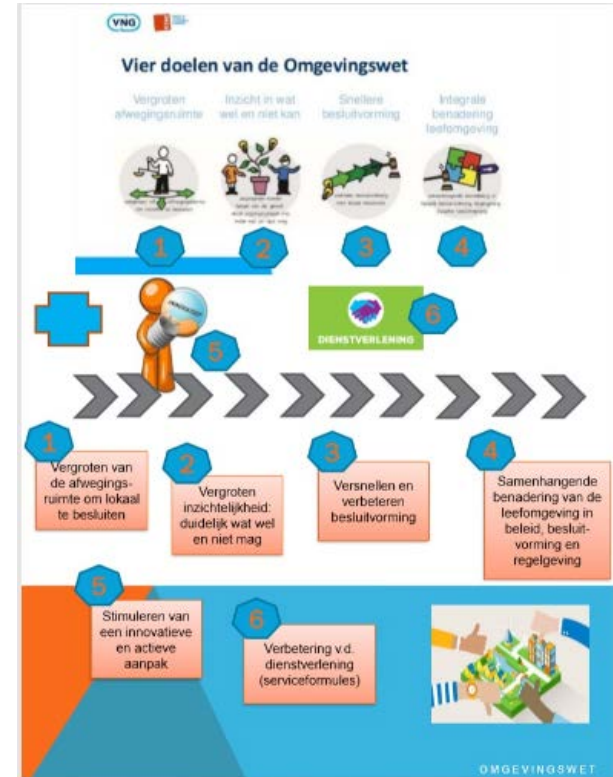 VNG
Vier doelen van de Omgevingswet
Vergroten
afwegingsruimte
Inzicht in wat
wel en niet kan
Snellere
besluitvorming
Integrale
benadering
leefomgeving
1
2
3
4
5
DIENSTVERLENING
6
1
Vergroten van
de afwegings-
ruimte om lokaal
te besluiten
2
Vergroten
inzichtelijkheid:
duidelijk wat wel
en niet mag
3
Versnellen en
verbeteren
besluitvorming
4
Samenhangende
benadering van de
leefomgeving in
beleid, besluit-
vorming en
regelgeving
5
Stimuleren van
een innovatieve
en actieve
aanpak
6
Verbetering v.d.
dienstverlening
(serviceformules)
OMGEVINGSWET